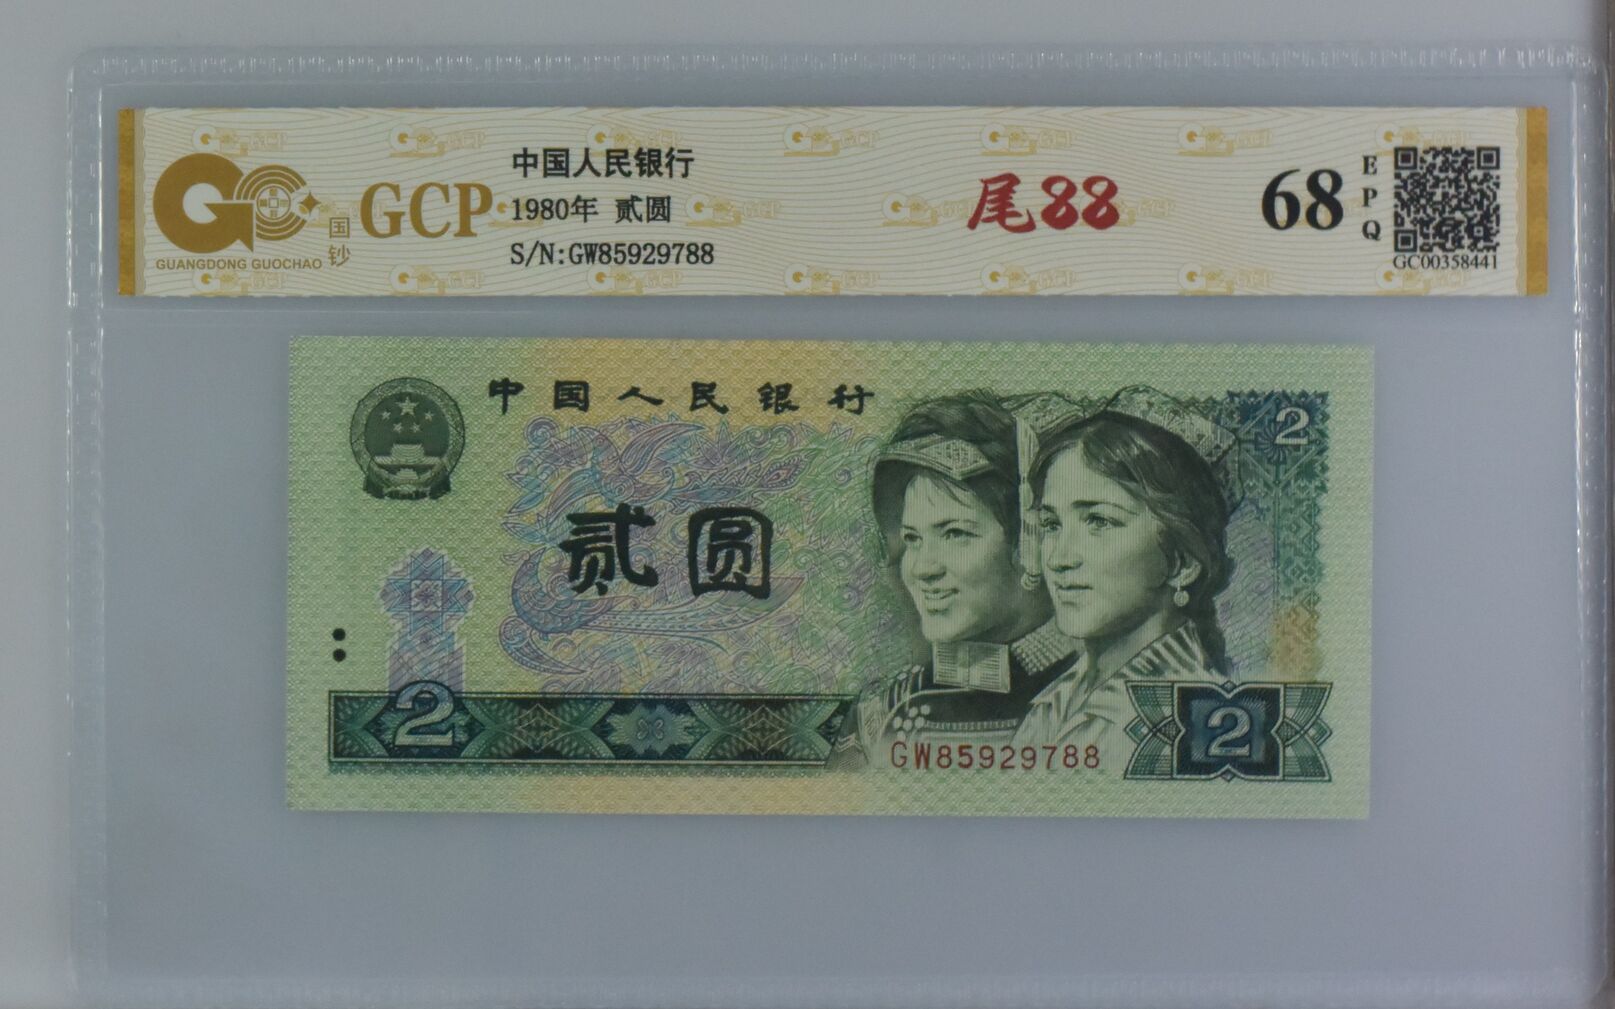 GCP
国钞
GUANGDONG GUOCHAO
中国人民银行
1980年 贰圆
S/N:GW85929788
尾88
68
EPQ
GC00358441
中国人民银行
2
贰圆
2
GW85929788
2